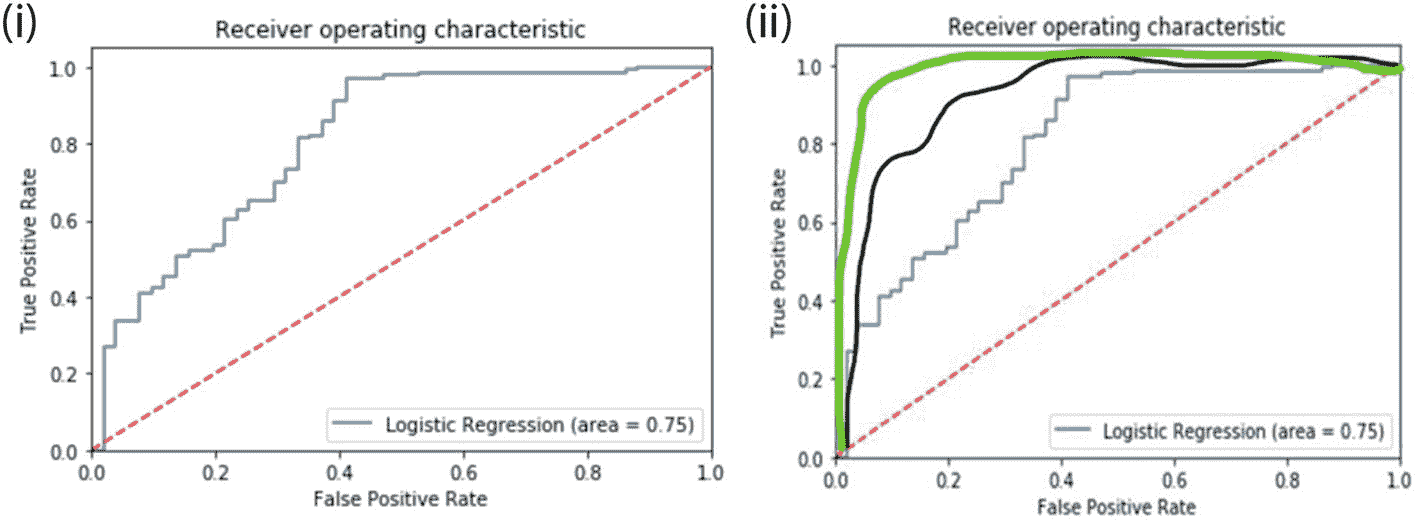 (i)
Receiver operating characteristic
True Positive Rate
1.0
0.8
0.6
0.4
0.2
0.0
0.0 0.2 0.4 0.6 0.8 1.0
False Positive Rate
Logistic Regression (area = 0.75)
(ii)
Receiver operating characteristic
True Positive Rate
1.0
0.8
0.6
0.4
0.2
0.0
0.0 0.2 0.4 0.6 0.8 1.0
False Positive Rate
Logistic Regression (area = 0.75)